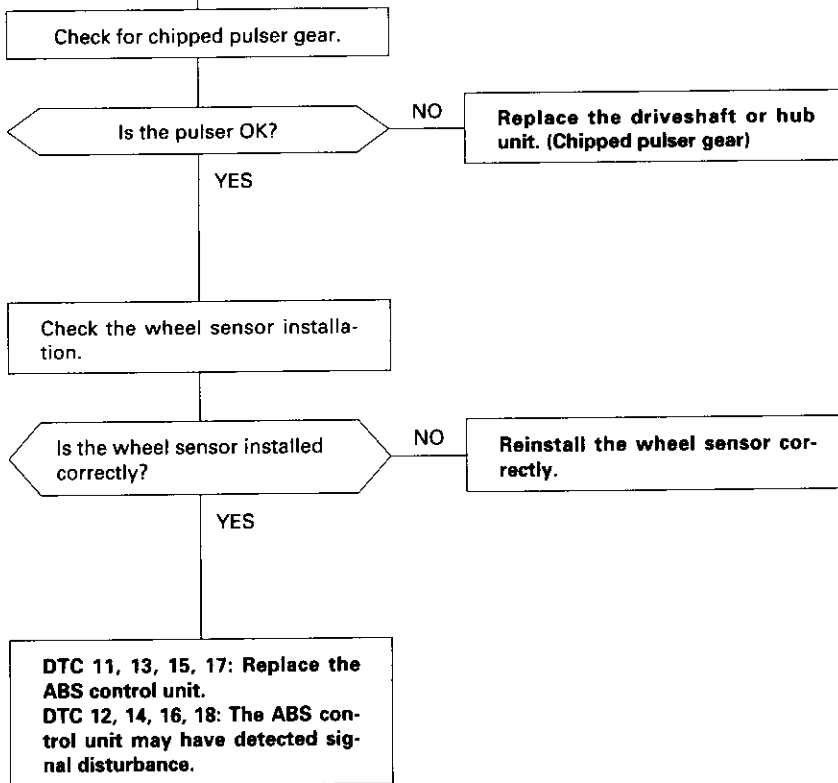 Check for chipped pulser gear.
Is the pulser OK?
NO
Replace the driveshaft or hub
unit. (Chipped pulser gear)
YES
Check the wheel sensor installa-
tion.
Is the wheel sensor installed
correctly?
NO
Reinstall the wheel sensor cor-
rectly.
YES
DTC 11, 13, 15, 17: Replace the
ABS control unit.
DTC 12, 14, 16, 18: The ABS con-
trol unit may have detected sig-
nal disturbance.